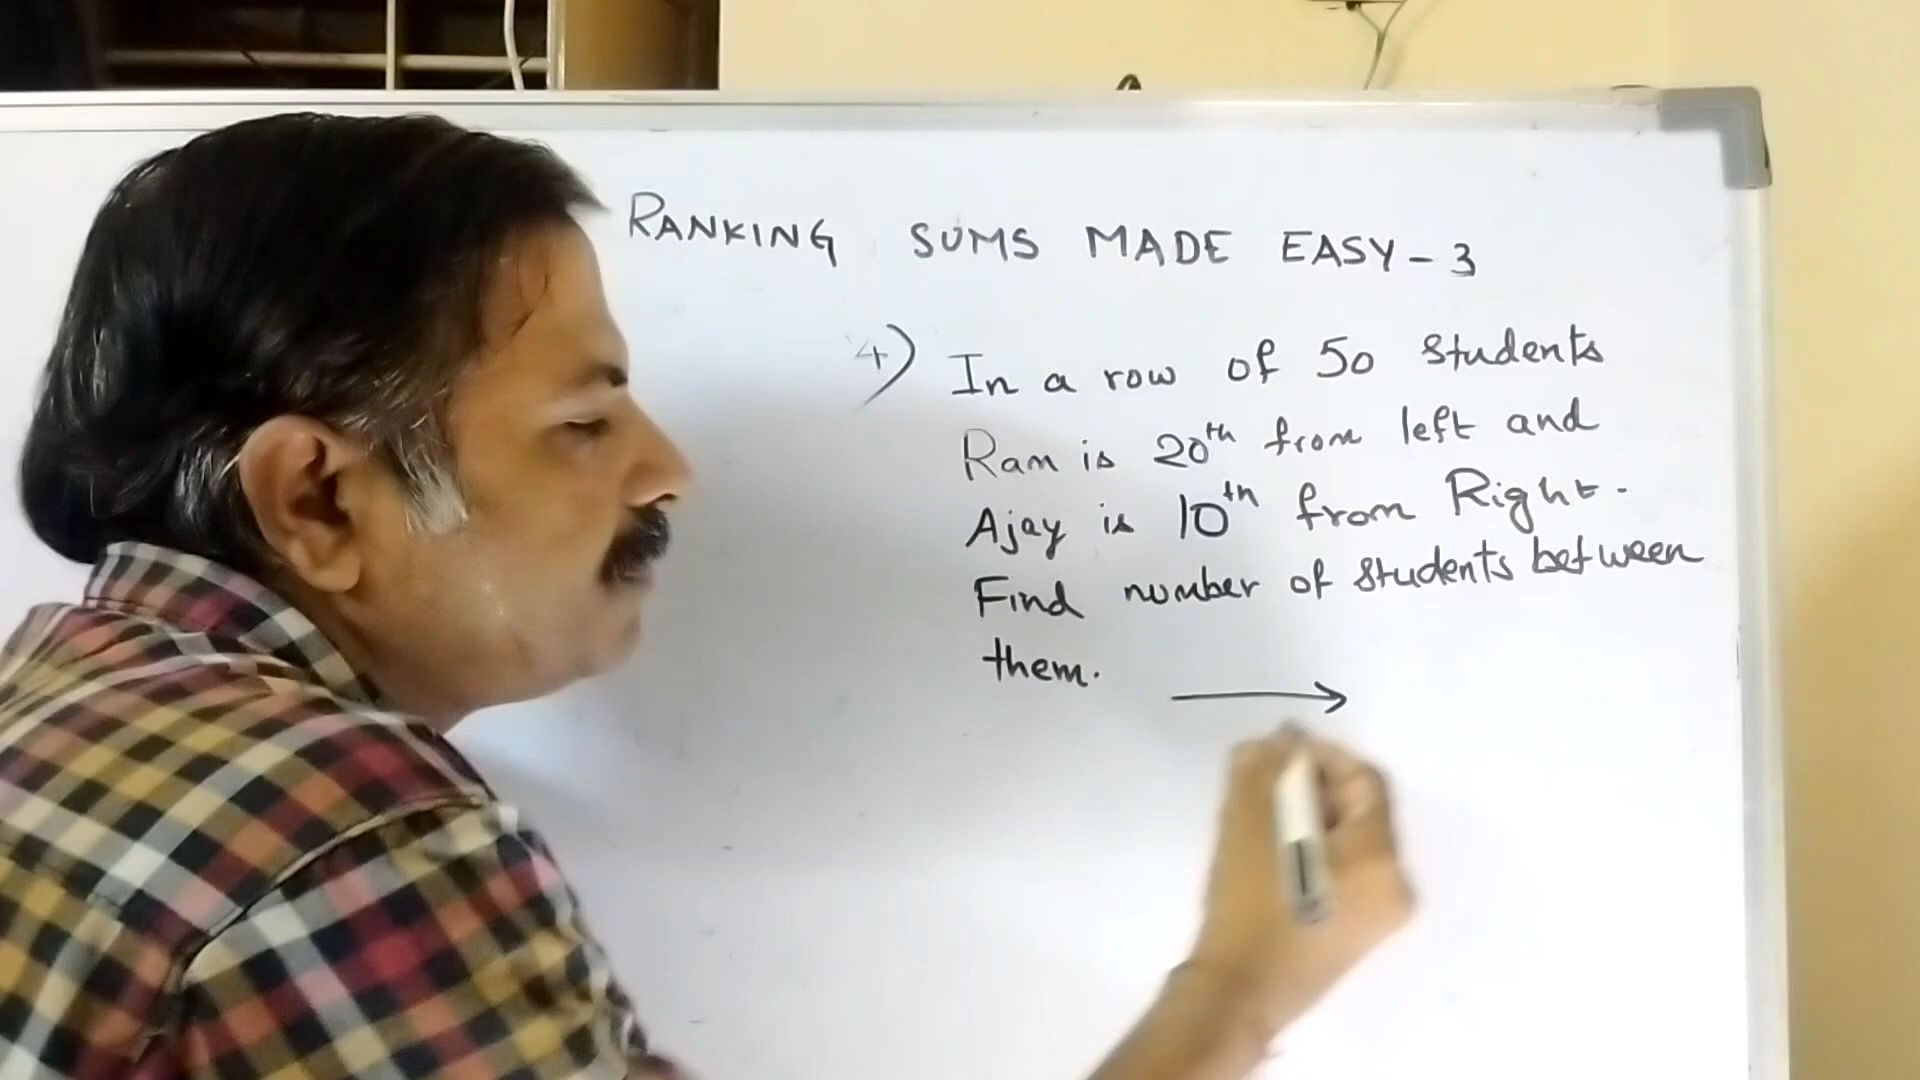 RANKING SUMS MADE EASY - 3
4) In a row of 50 students
Ram is 20th from left and
Ajay is 10th from Right.
Find number of students between
them.